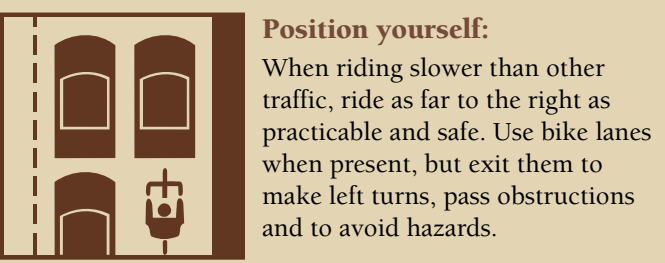 Position yourself:
When riding slower than other
traffic, ride as far to the right as
practicable and safe. Use bike lanes
when present, but exit them to
make left turns, pass obstructions
and to avoid hazards.